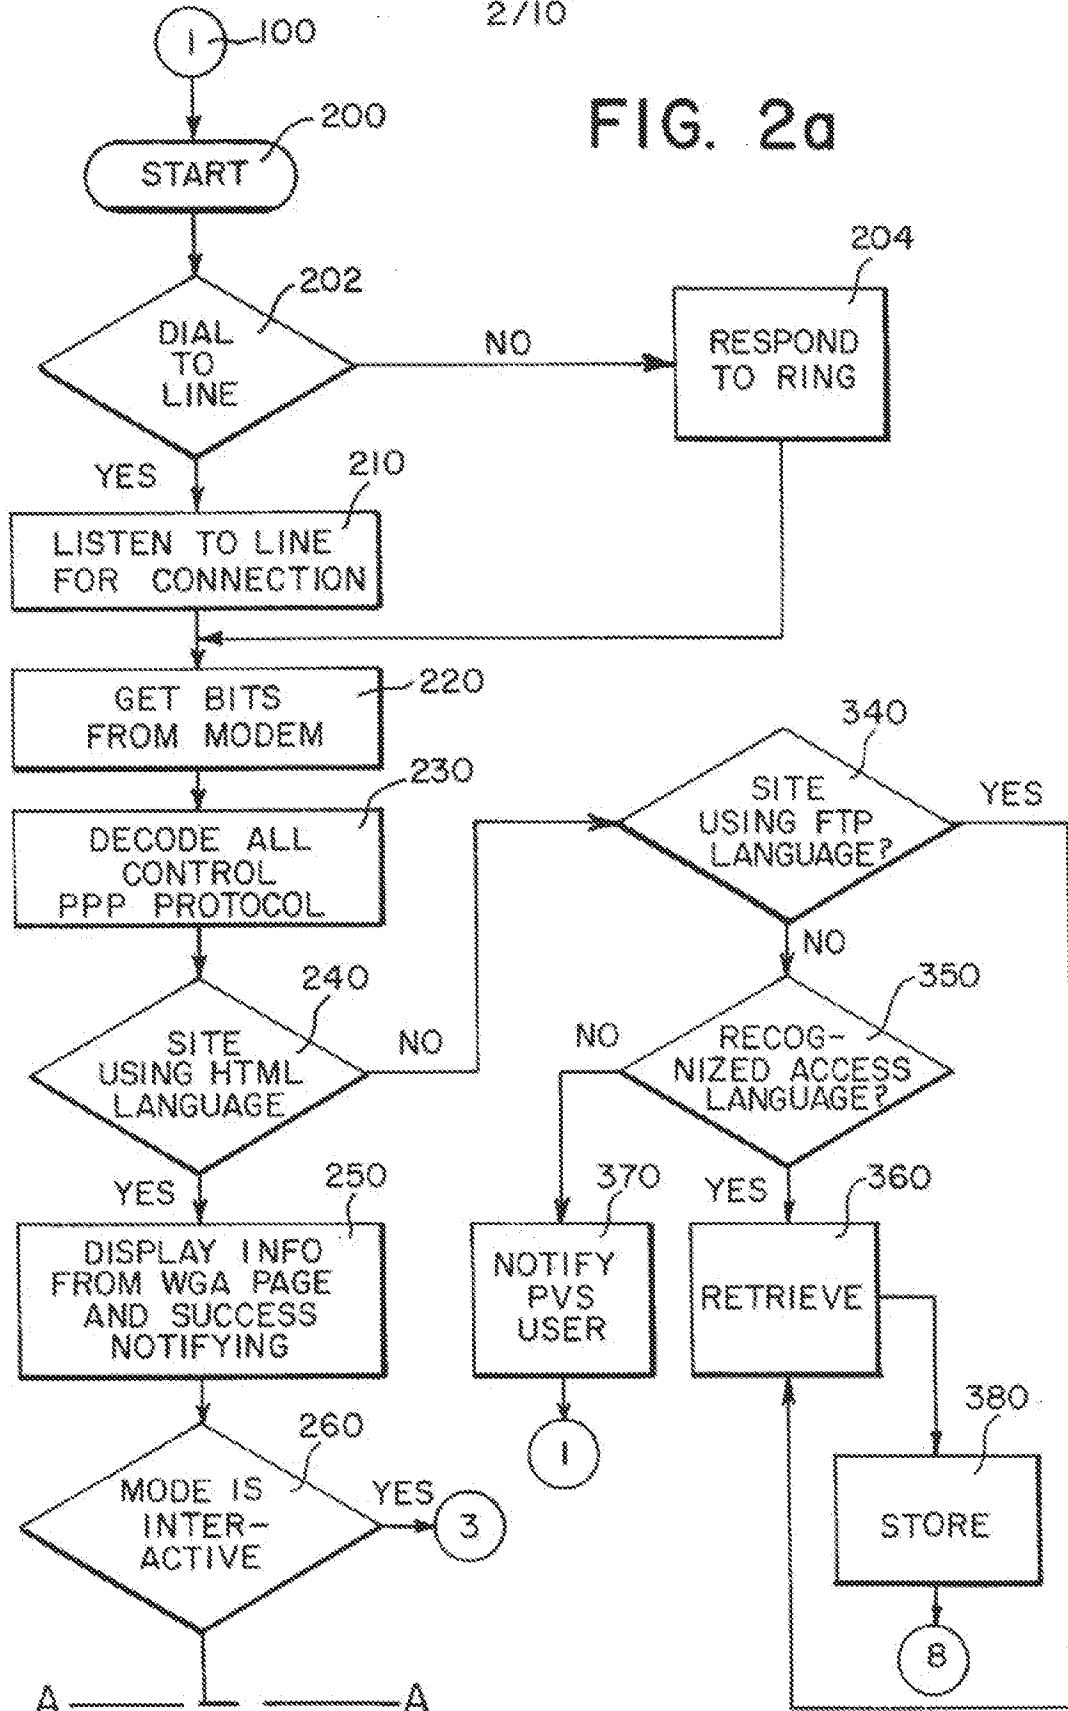 2/10
1
100
FIG. 2a
200
START
202
DIAL
TO
LINE
NO
204
RESPOND
TO RING
YES
210
LISTEN TO LINE
FOR CONNECTION
GET BITS
FROM MODEM
220
230
DECODE ALL
CONTROL
PPP PROTOCOL
340
SITE
USING FTP
LANGUAGE?
YES
NO
240
SITE
USING HTML
LANGUAGE
NO
350
RECOG-
NIZED ACCESS
LANGUAGE?
NO
YES
250
DISPLAY INFO
FROM WGA PAGE
AND SUCCESS
NOTIFYING
370
NOTIFY
PVS
USER
1
YES
360
RETRIEVE
380
STORE
8
260
MODE IS
INTER-
ACTIVE
YES
3
A
A